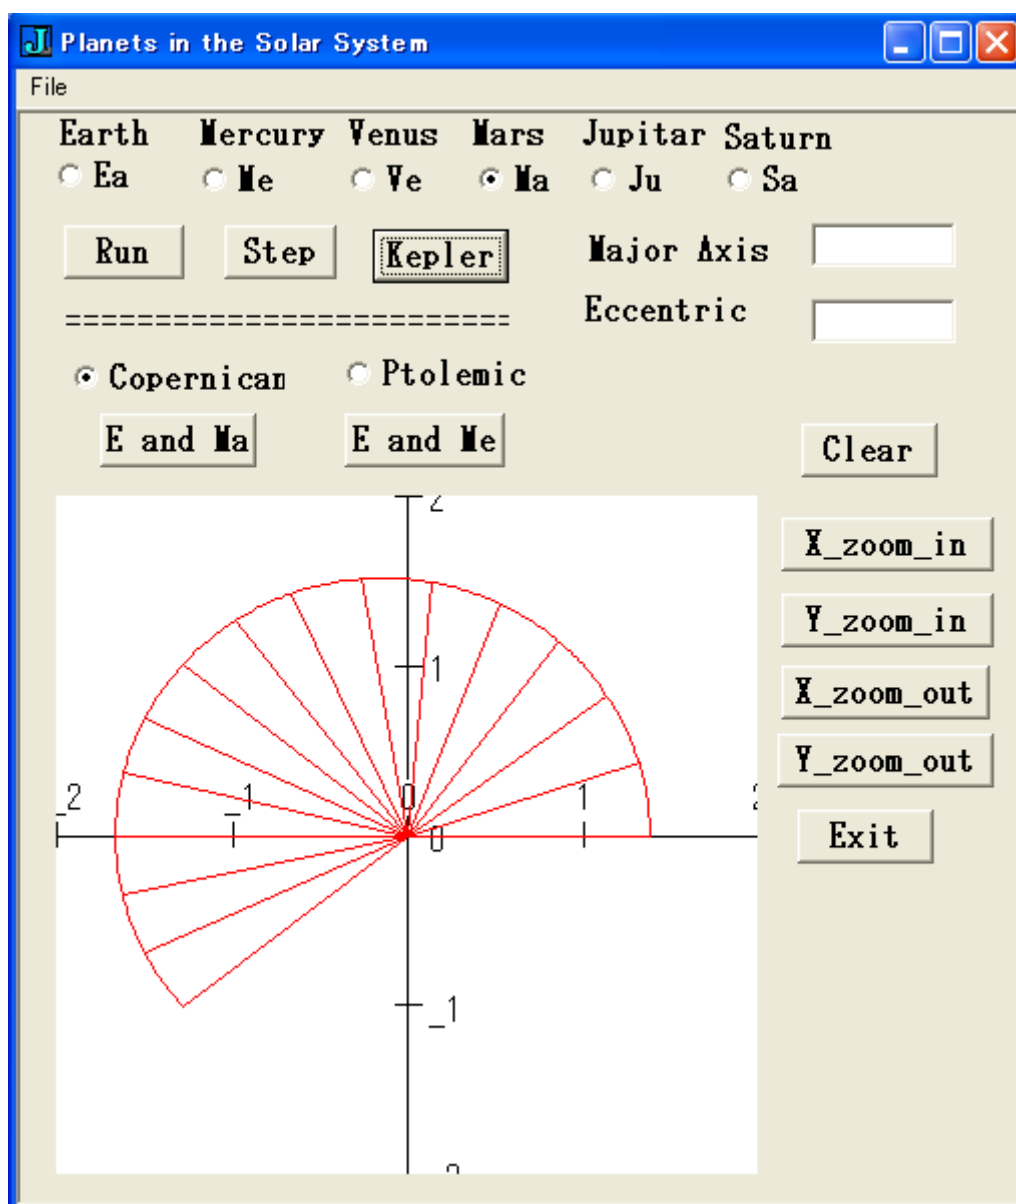 Planets in the Solar System
File
Earth Mercury Venus Mars Jupitar Saturn
Ea Me Ve Ma Ju Sa
Run Step Kepler Major Axis
Eccentric
==========================
Copernican Ptolemic
E and Ma E and Me Clear
2
X_zoom_in
Y_zoom_in
1
X_zoom_out
Y_zoom_out
_2 _1 0 1 2
0
Exit
_1